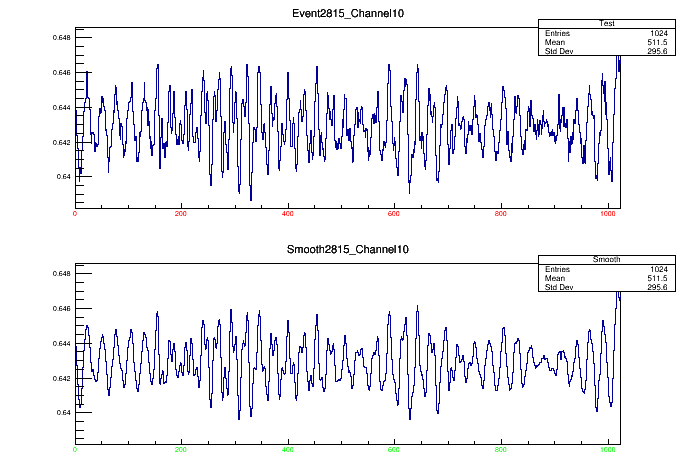 Event2815_Channel10
Test
Entries 1024
Mean 511.5
Std Dev 295.6
0.648
0.646
0.644
0.642
0.64
0 200 400 600 800 1000
Smooth2815_Channel10
Smooth
Entries 1024
Mean 511.5
Std Dev 295.6
0.648
0.646
0.644
0.642
0.64
0 200 400 600 800 1000